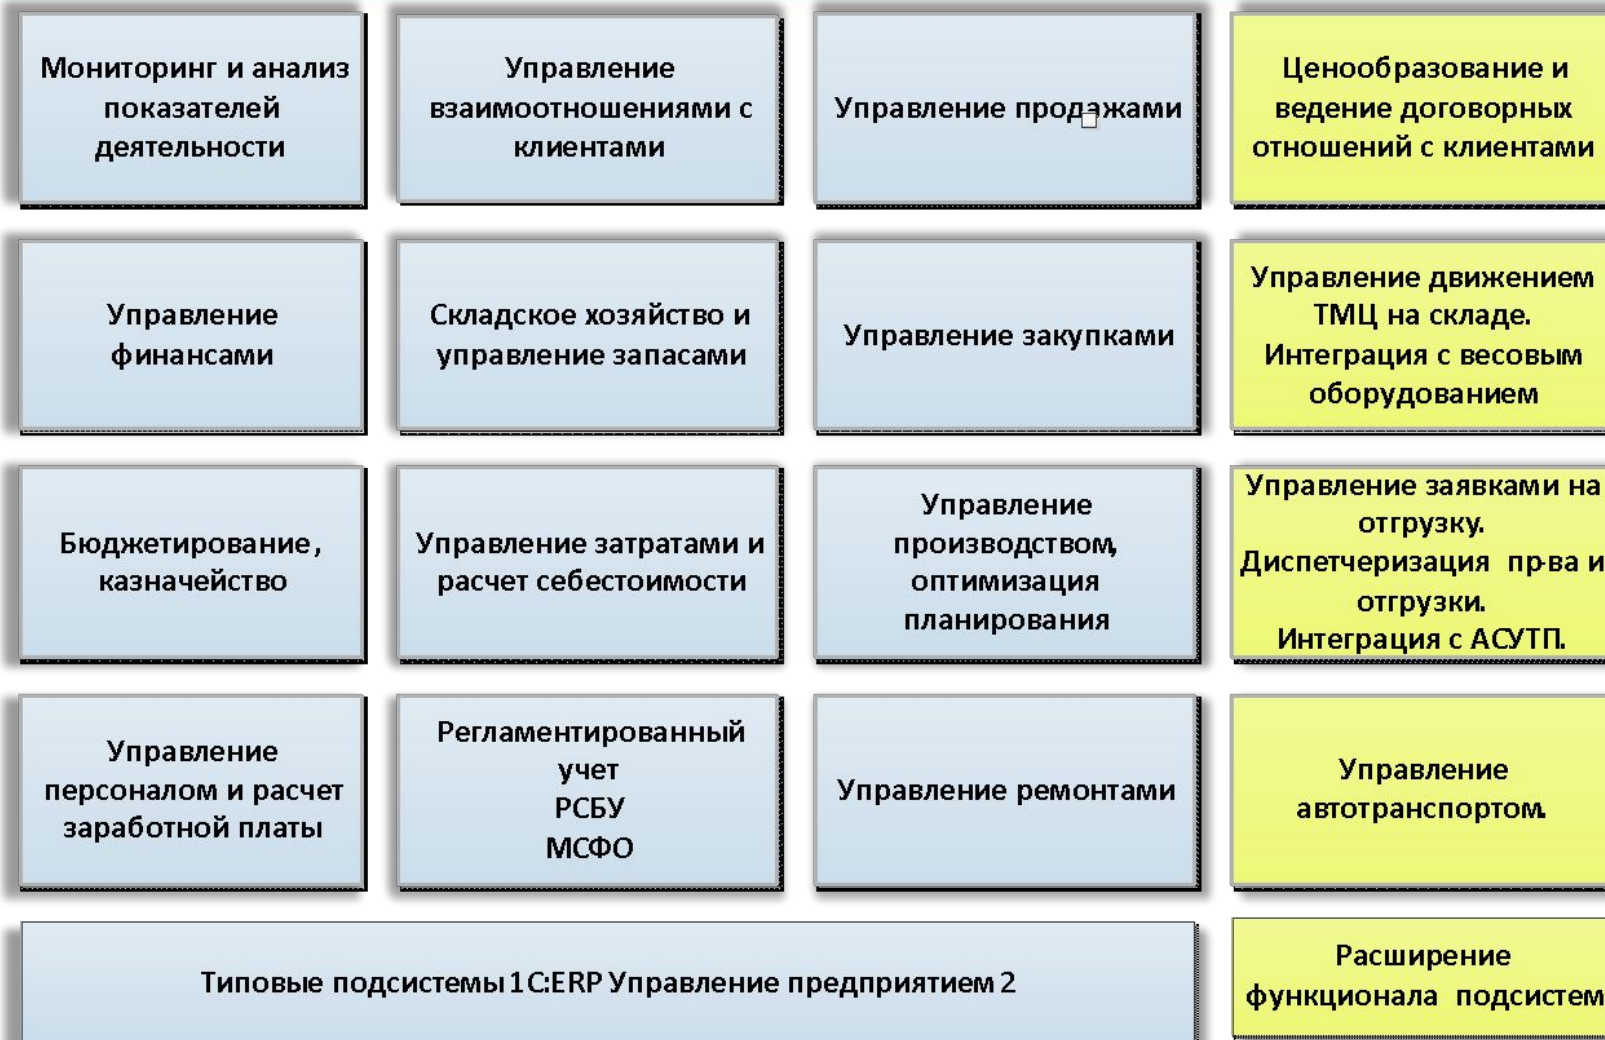 Мониторинг и анализ
показателей
деятельности
Управление
взаимоотношениями с
клиентами
Управление продажами
Ценообразование и
ведение договорных
отношений с клиентами
Управление
финансами
Складское хозяйство и
управление запасами
Управление закупками
Управление движением
ТМЦ на складе.
Интеграция с весовым
оборудованием
Бюджетирование,
казначейство
Управление затратами и
расчет себестоимости
Управление
производством,
оптимизация
планирования
Управление заявками на
отгрузку.
Диспетчеризация пр-ва и
отгрузки.
Интеграция с АСУТП.
Управление
персоналом и расчет
заработной платы
Регламентированный
учет
РСБУ
МСФО
Управление ремонтами
Управление
автотранспортом.
Типовые подсистемы 1С:ERP Управление предприятием 2
Расширение
функционала подсистем